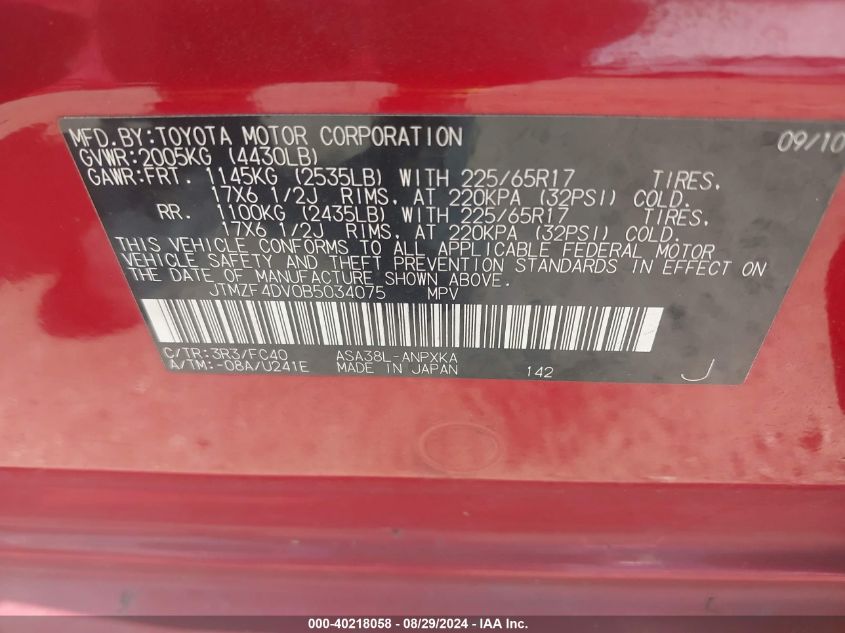 MFD.BY:TOYOTA MOTOR CORPORATION 09/10
GVWR:2005KG (4430LB)
GAWR:FRT. 1145KG (2535LB) WITH 225/65R17 TIRES,
17X6 1/2J RIMS, AT 220KPA (32PSI) COLD.
RR. 1100KG (2435LB) WITH 225/65R17 TIRES,
17X6 1/2J RIMS, AT 220KPA (32PSI) COLD.
THIS VEHICLE CONFORMS TO ALL APPLICABLE FEDERAL MOTOR
VEHICLE SAFETY AND THEFT PREVENTION STANDARDS IN EFFECT ON
THE DATE OF MANUFACTURE SHOWN ABOVE.
JTMZF4DV0B5034075 MPV
C/TR:3R3/FC40 ASA38L-ANPXKA
A/TM:-08A/U241E MADE IN JAPAN 142 J
000-40218058 - 08/29/2024 - IAA Inc.